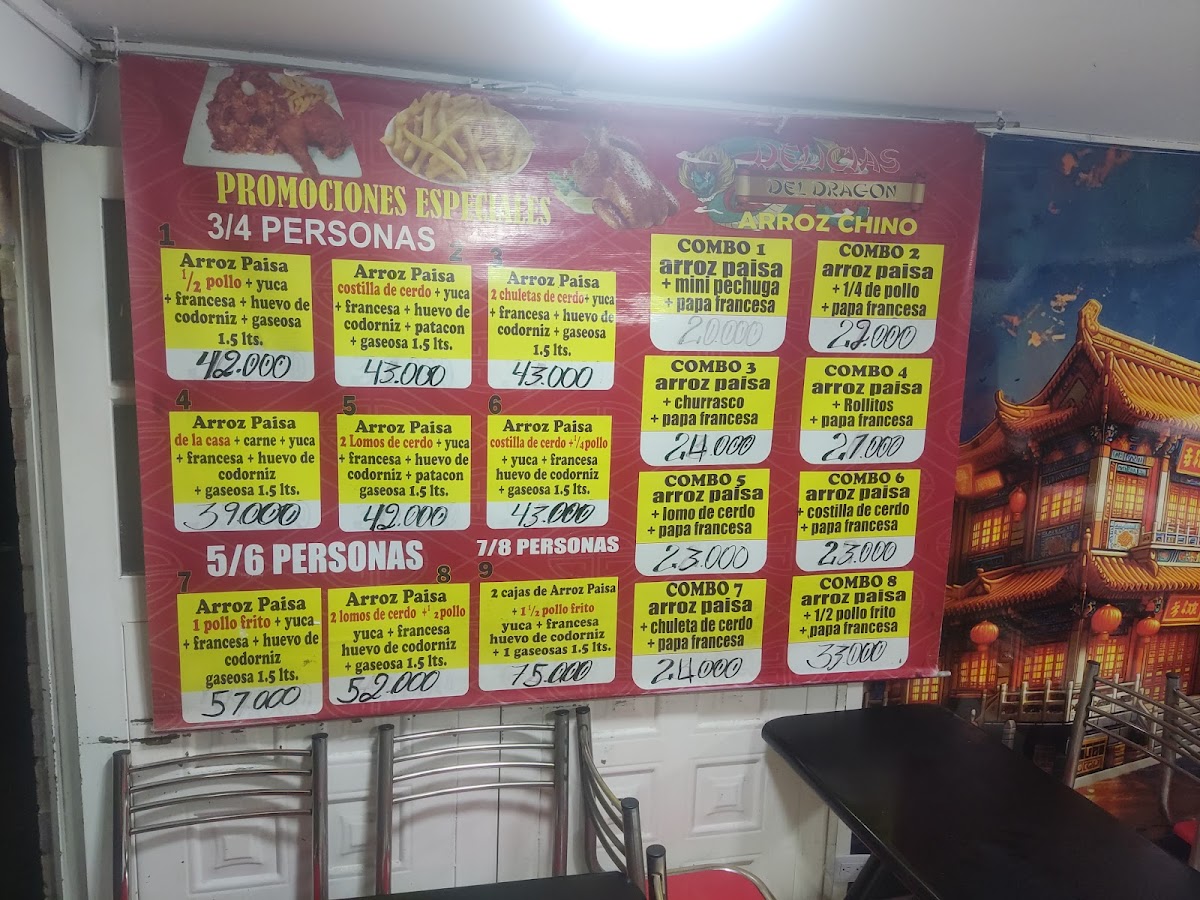 PROMOCIONES ESPECIALES
3/4 PERSONAS
1
Arroz Paisa
1/2 pollo + yuca
+ francesa + huevo de
codorniz + gaseosa
1.5 lts.
42.000
2
Arroz Paisa
costilla de cerdo + yuca
+ francesa + huevo de
codorniz + patacon
+ gaseosa 1.5 lts.
43.000
3
Arroz Paisa
2 chuletas de cerdo+ yuca
+ francesa + huevo de
codorniz + gaseosa
1.5 lts.
43.000
4
Arroz Paisa
de la casa + carne + yuca
+ francesa + huevo de
codorniz
+ gaseosa 1.5 lts.
39.000
5
Arroz Paisa
2 Lomos de cerdo + yuca
+ francesa + huevo de
codorniz + patacon
gaseosa 1.5 lts.
42.000
6
Arroz Paisa
costilla de cerdo +1/4 pollo
+ yuca + francesa
huevo de codorniz
+ gaseosa 1.5 lts.
43.000
5/6 PERSONAS
7
Arroz Paisa
1 pollo frito + yuca
+ francesa + huevo de
codorniz
gaseosa 1.5 lts.
57000
8
Arroz Paisa
2 lomos de cerdo +1/2 pollo
yuca + francesa
huevo de codorniz
+ gaseosa 1.5 lts.
52.000
7/8 PERSONAS
9
2 cajas de Arroz Paisa
+ 1 1/2 pollo frito
yuca + francesa
huevo de codorniz
+ 1 gaseosas 1.5 lts.
75.000
DELICIAS
DEL DRAGON
ARROZ CHINO
COMBO 1
arroz paisa
+ mini pechuga
+ papa francesa
20.000
COMBO 2
arroz paisa
+ 1/4 de pollo
+ papa francesa
22.000
COMBO 3
arroz paisa
+ churrasco
+ papa francesa
24.000
COMBO 4
arroz paisa
+ Rollitos
+ papa francesa
27.000
COMBO 5
arroz paisa
+ lomo de cerdo
+ papa francesa
23.000
COMBO 6
arroz paisa
+ costilla de cerdo
+ papa francesa
23.000
COMBO 7
arroz paisa
+ chuleta de cerdo
+ papa francesa
24000
COMBO 8
arroz paisa
+ 1/2 pollo frito
+ papa francesa
33000